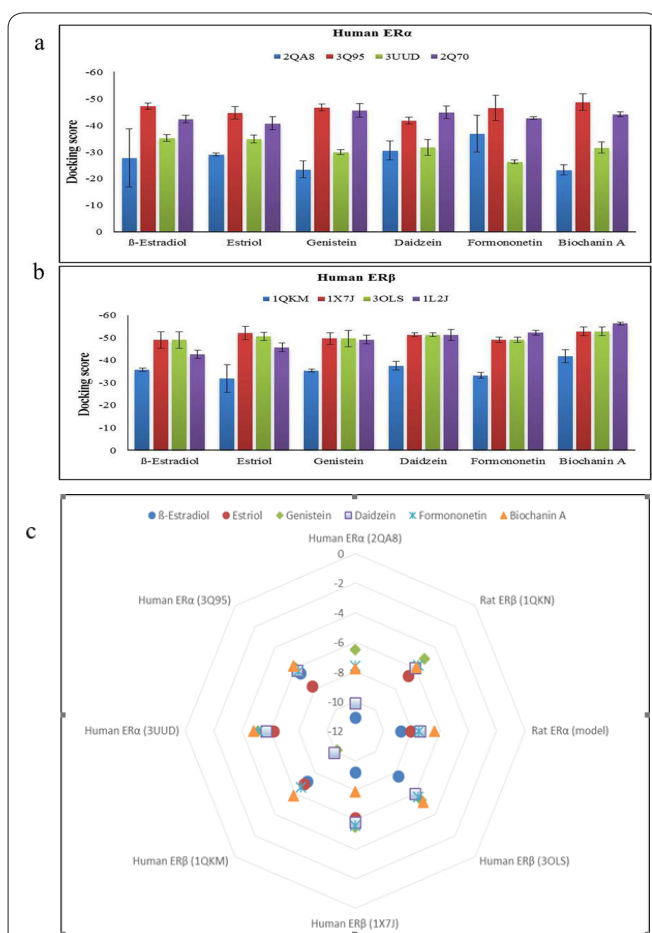 a
Human ERα
2QA8 3Q95 3UUD 2Q70
Docking score
-60
-50
-40
-30
-20
-10
0
ß-Estradiol Estriol Genistein Daidzein Formononetin Biochanin A
b
Human ERβ
1QKM 1X7J 3OLS 1L2J
Docking score
-60
-50
-40
-30
-20
-10
0
ß-Estradiol Estriol Genistein Daidzein Formononetin Biochanin A
c
ß-Estradiol Estriol Genistein Daidzein Formononetin Biochanin A
Human ERα (2QA8)
0
-2
-4
-6
-8
-10
-12
Human ERα (3Q95)
Rat ERβ (1QKN)
Human ERα (3UUD)
Rat ERα (model)
Human ERβ (1QKM)
Human ERβ (3OLS)
Human ERβ (1X7J)